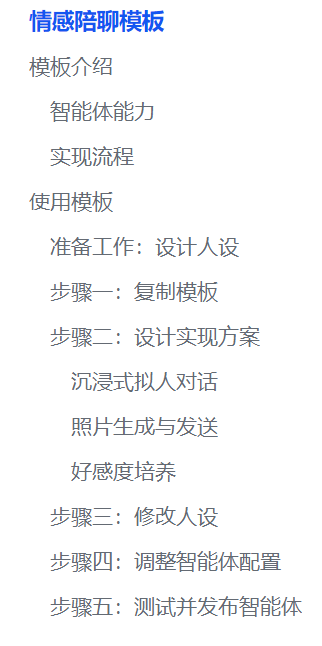 情感陪聊模板
模板介绍
智能体能力
实现流程
使用模板
准备工作：设计人设
步骤一：复制模板
步骤二：设计实现方案
沉浸式拟人对话
照片生成与发送
好感度培养
步骤三：修改人设
步骤四：调整智能体配置
步骤五：测试并发布智能体